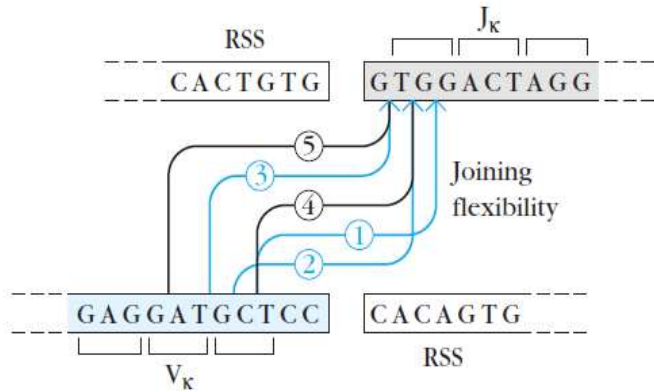 RSS
Jκ
CACTGTG
GTGGACTAGG
5
3
4
1
2
Joining
flexibility
GAGGATGCTCC
CACAGTG
Vκ
RSS